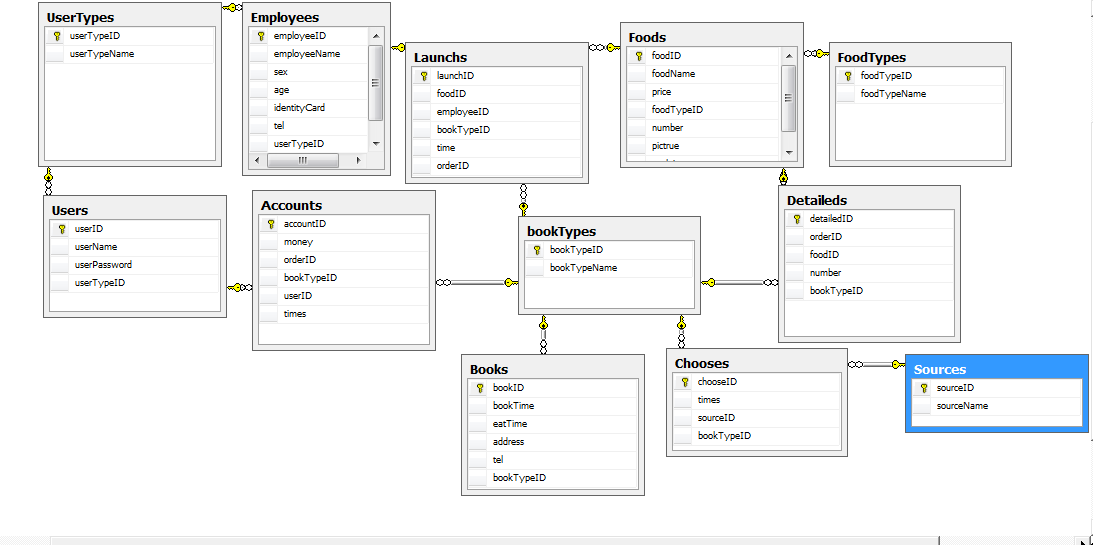 UserTypes
userTypeID
userTypeName
Employees
employeeID
employeeName
sex
age
identityCard
tel
userTypeID
Launchs
launchID
foodID
employeeID
bookTypeID
time
orderID
Foods
foodID
foodName
price
foodTypeID
number
pictrue
FoodTypes
foodTypeID
foodTypeName
Users
userID
userName
userPassword
userTypeID
Accounts
accountID
money
orderID
bookTypeID
userID
times
bookTypes
bookTypeID
bookTypeName
Detaileds
detailedID
orderID
foodID
number
bookTypeID
Books
bookID
bookTime
eatTime
address
tel
bookTypeID
Chooses
chooseID
times
sourceID
bookTypeID
Sources
sourceID
sourceName